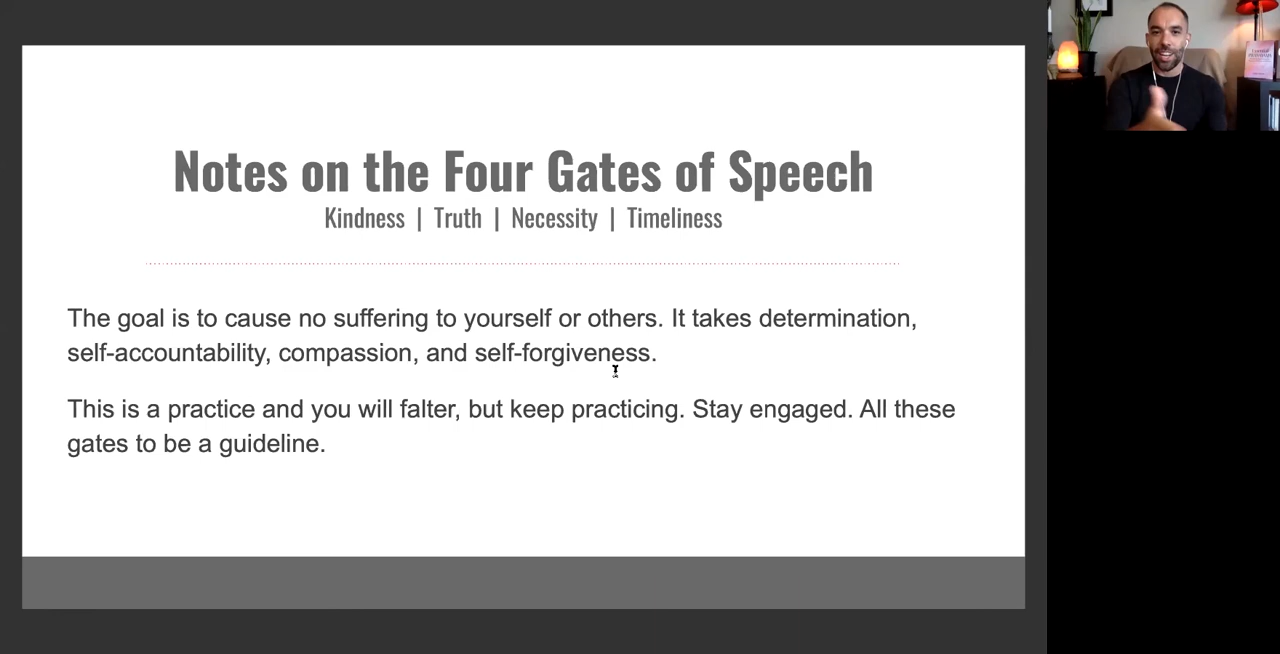 Notes on the Four Gates of Speech
Kindness | Truth | Necessity | Timeliness
The goal is to cause no suffering to yourself or others. It takes determination,
self-accountability, compassion, and self-forgiveness.
This is a practice and you will falter, but keep practicing. Stay engaged. All these
gates to be a guideline.